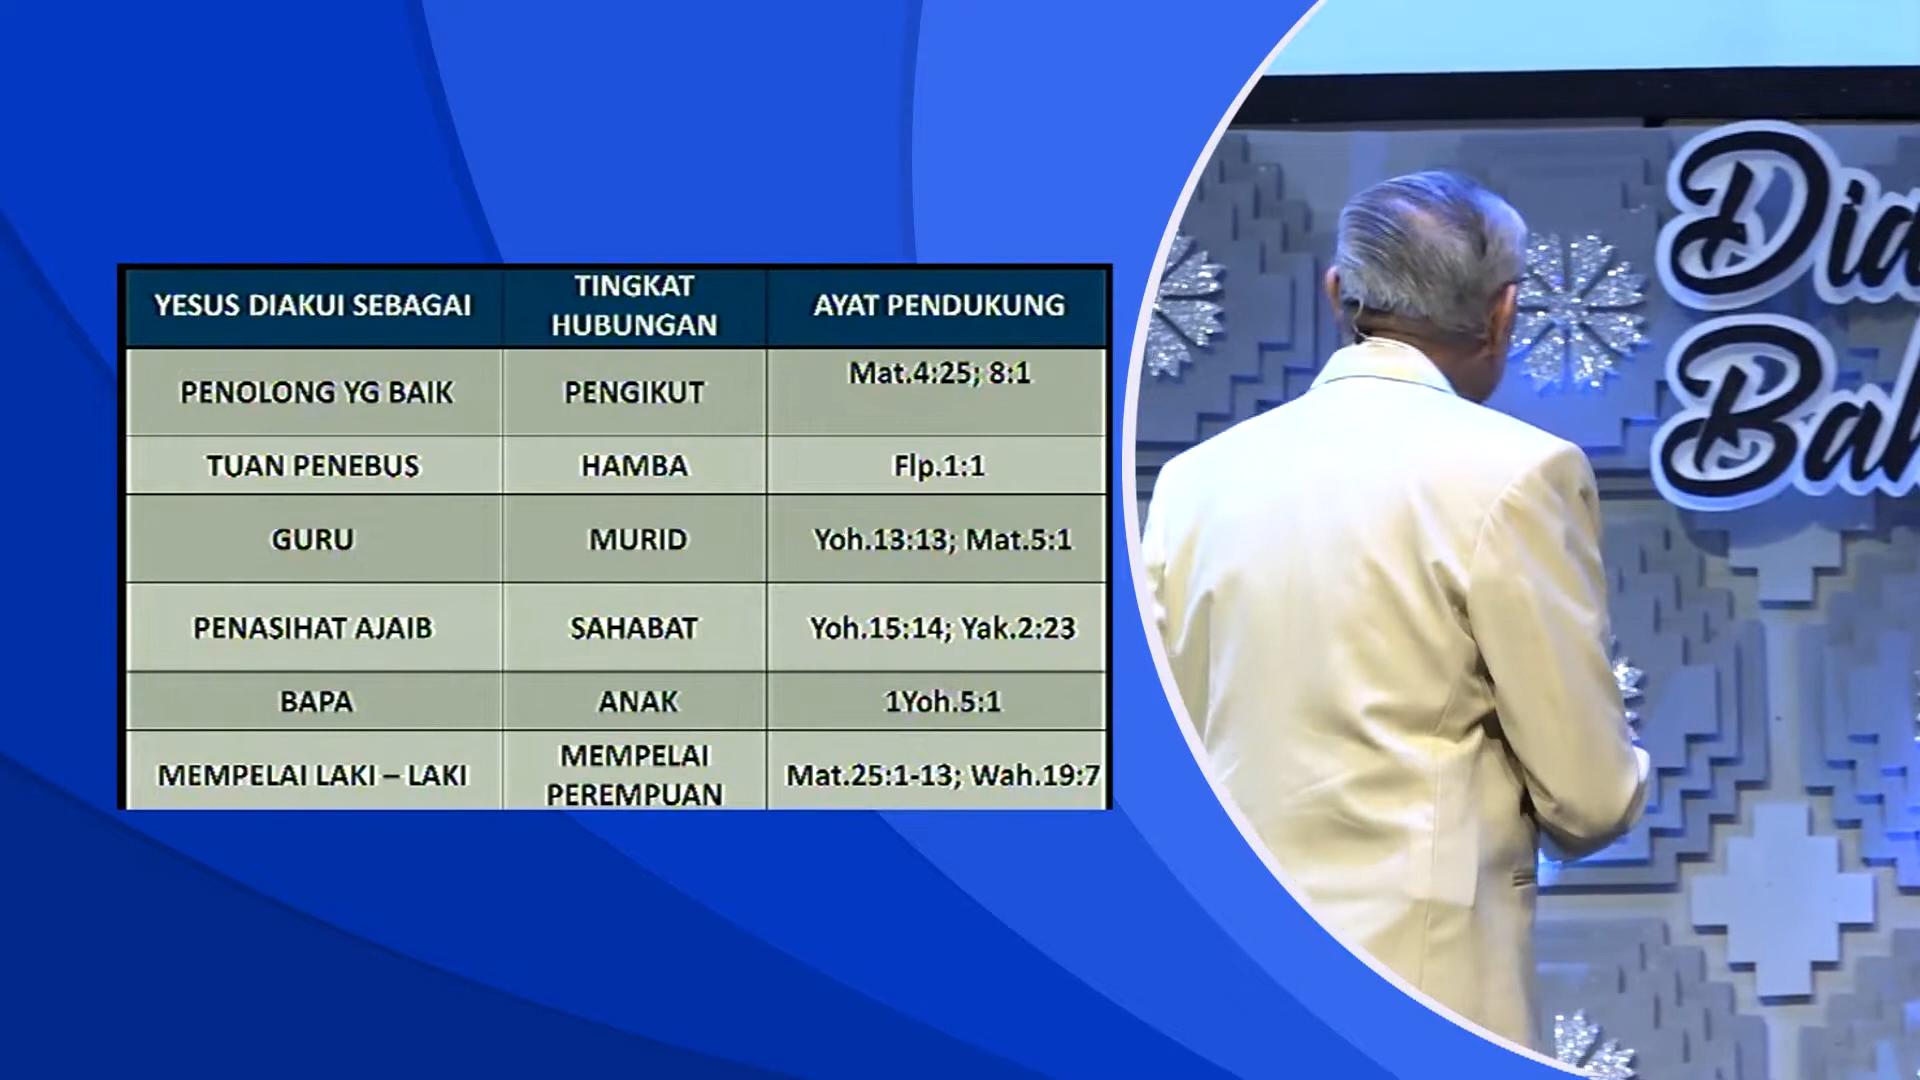 YESUS DIAKUI SEBAGAI
TINGKAT
HUBUNGAN
AYAT PENDUKUNG
PENOLONG YG BAIK
PENGIKUT
Mat.4:25; 8:1
TUAN PENEBUS
HAMBA
Flp.1:1
GURU
MURID
Yoh.13:13; Mat.5:1
PENASIHAT AJAIB
SAHABAT
Yoh.15:14; Yak.2:23
BAPA
ANAK
1Yoh.5:1
MEMPELAI LAKI – LAKI
MEMPELAI
PEREMPUAN
Mat.25:1-13; Wah.19:7